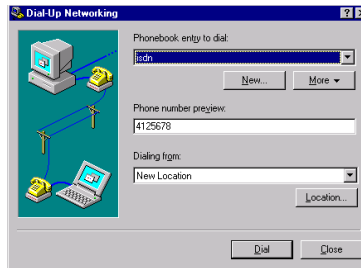 Dial-Up Networking
Phonebook entry to dial:
isdn
New...
More
Phone number preview:
4125678
Dialing from:
New Location
Location...
Dial
Close